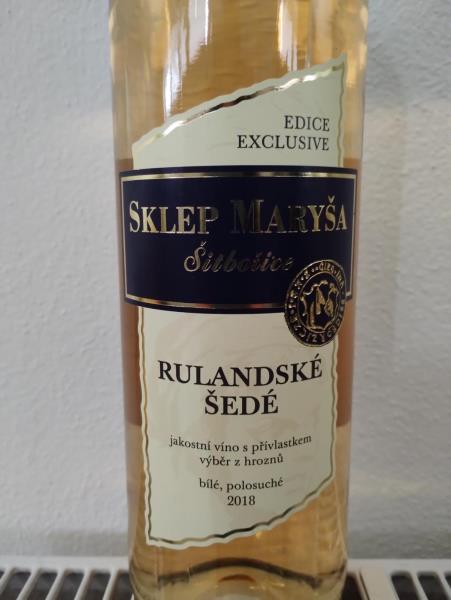 EDICE
EXCLUSIVE
SKLEP MARYŠA
Šitbořice
RULANDSKÉ
ŠEDÉ
jakostní víno s přívlastkem
výběr z hroznů
bílé, polosuché
2018